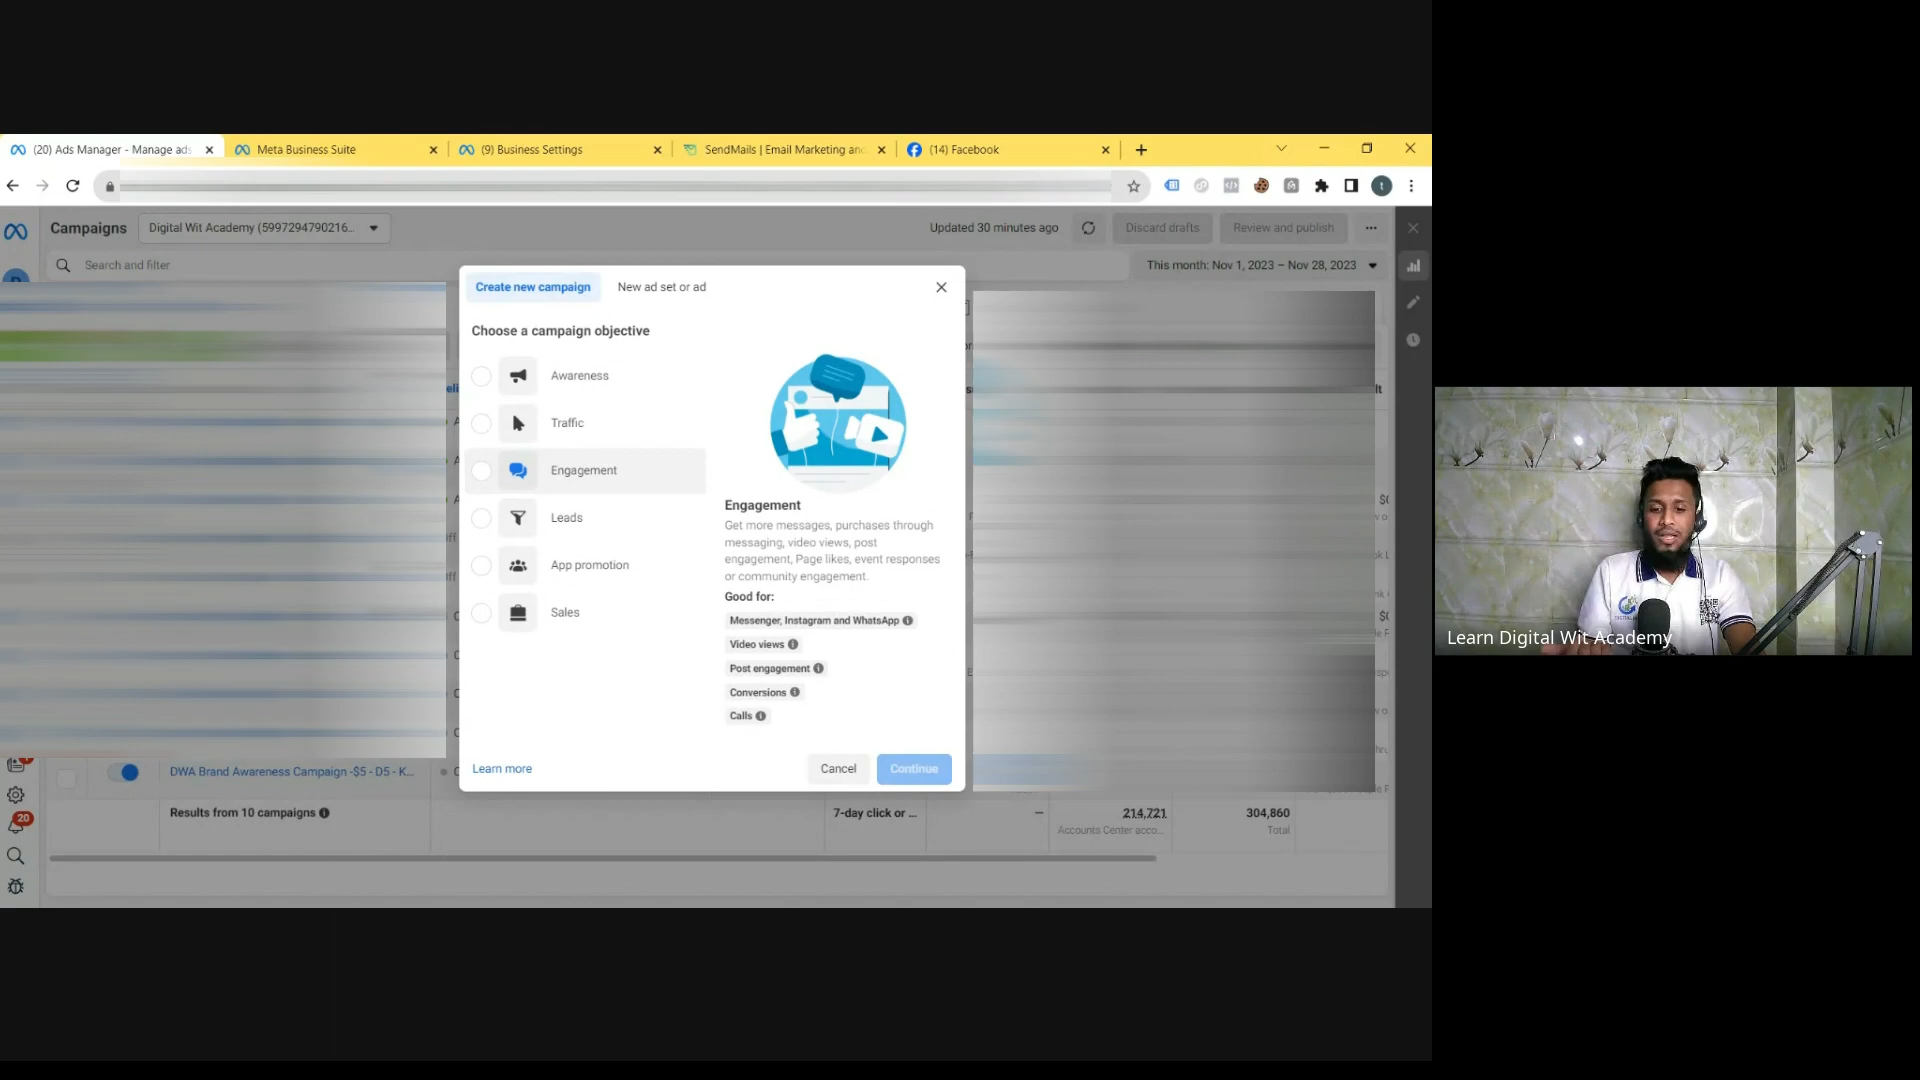 (20) Ads Manager - Manage ads
Meta Business Suite
(9) Business Settings
SendMails | Email Marketing and
(14) Facebook
t
Campaigns
Digital Wit Academy (5997294790216...
Updated 30 minutes ago
Discard drafts
Review and publish
Search and filter
This month: Nov 1, 2023 – Nov 28, 2023
Create new campaign
New ad set or ad
Choose a campaign objective
Awareness
Traffic
Engagement
Leads
App promotion
Sales
Engagement
Get more messages, purchases through
messaging, video views, post
engagement, Page likes, event responses
or community engagement.
Good for:
Messenger, Instagram and WhatsApp
Video views
Post engagement
Conversions
Calls
Learn more
Cancel
Continue
DWA Brand Awareness Campaign -$5 - D5 - K...
Results from 10 campaigns
7-day click or ...
—
214,721
Accounts Center acco...
304,860
Total
20
Learn Digital Wit Academy